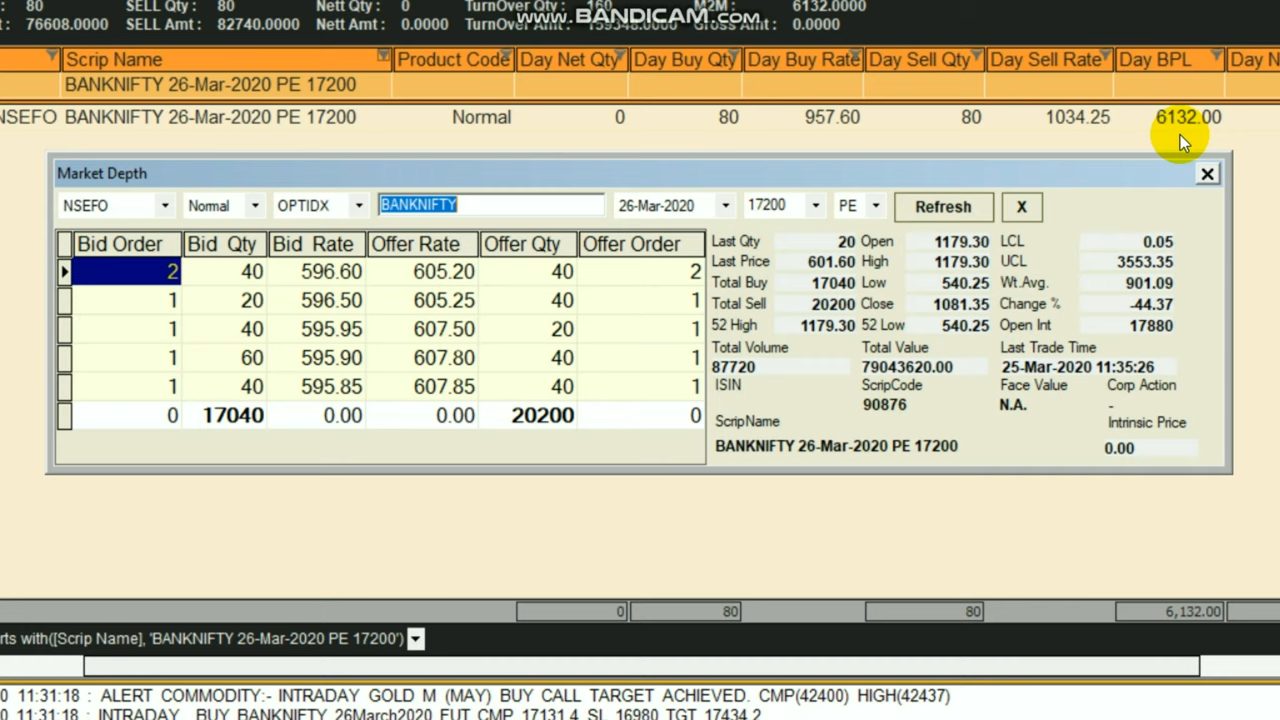 80 SELL Qty: 80 Nett Qty: 0 TurnOver Qty: 160 M2M: 6132.0000
: 76608.0000 SELL Amt: 82740.0000 Nett Amt: 0.0000 TurnOver Amt: 159348.0000 Gross Amt: 0.0000
www.BANDICAM.com
Scrip Name Product Code Day Net Qty Day Buy Qty Day Buy Rate Day Sell Qty Day Sell Rate Day BPL Day N
BANKNIFTY 26-Mar-2020 PE 17200
NSEFO BANKNIFTY 26-Mar-2020 PE 17200 Normal 0 80 957.60 80 1034.25 6132.00
Market Depth
NSEFO Normal OPTIDX BANKNIFTY 26-Mar-2020 17200 PE Refresh X
Bid Order Bid Qty Bid Rate Offer Rate Offer Qty Offer Order
2 40 596.60 605.20 40 2
1 20 596.50 605.25 40 1
1 40 595.95 607.50 20 1
1 60 595.90 607.80 40 1
1 40 595.85 607.85 40 1
0 17040 0.00 0.00 20200 0
Last Qty 20 Open 1179.30 LCL 0.05
Last Price 601.60 High 1179.30 UCL 3553.35
Total Buy 17040 Low 540.25 Wt.Avg. 901.09
Total Sell 20200 Close 1081.35 Change % -44.37
52 High 1179.30 52 Low 540.25 Open Int 17880
Total Volume Total Value Last Trade Time
87720 79043620.00 25-Mar-2020 11:35:26
ISIN ScripCode Face Value Corp Action
90876 N.A. -
ScripName Intrinsic Price
BANKNIFTY 26-Mar-2020 PE 17200 0.00
0 80 80 6,132.00
rts with([Scrip Name], 'BANKNIFTY 26-Mar-2020 PE 17200')
0 11:31:18 : ALERT COMMODITY:- INTRADAY GOLD M (MAY) BUY CALL TARGET ACHIEVED. CMP(42400) HIGH(42437)
0 11:31:18 : INTRADAY BUY BANKNIFTY 26March2020 FUT CMP 17131.4 SL 16980 TGT 17434.2